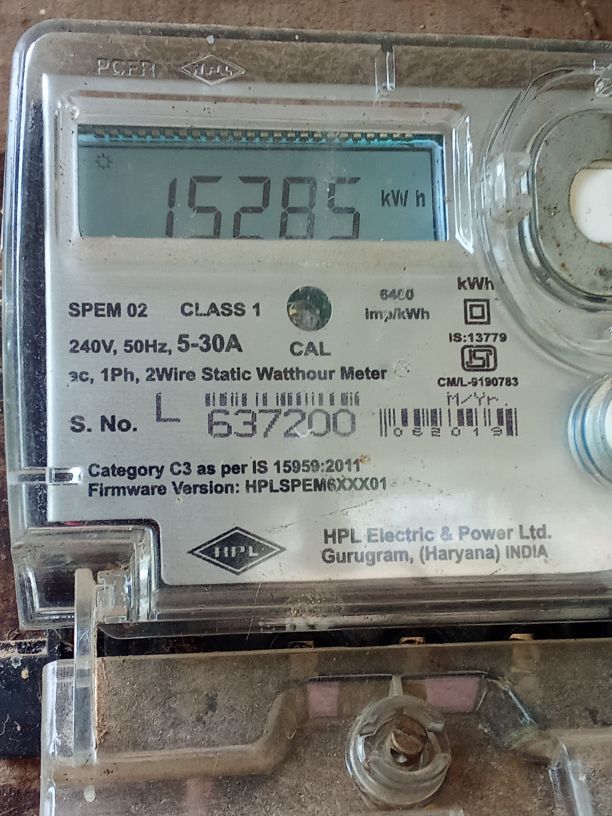 HPL
15285 kWh
SPEM 02 CLASS 1
6400
imp/kWh
kWh
240V, 50Hz, 5-30A
CAL
IS:13779
ac, 1Ph, 2Wire Static Watthour Meter
CM/L-9190783
M/Yr.
S. No. L 637200
062019
Category C3 as per IS 15959:2011
Firmware Version: HPLSPEM6XXX01
HPL
HPL Electric & Power Ltd.
Gurugram, (Haryana) INDIA